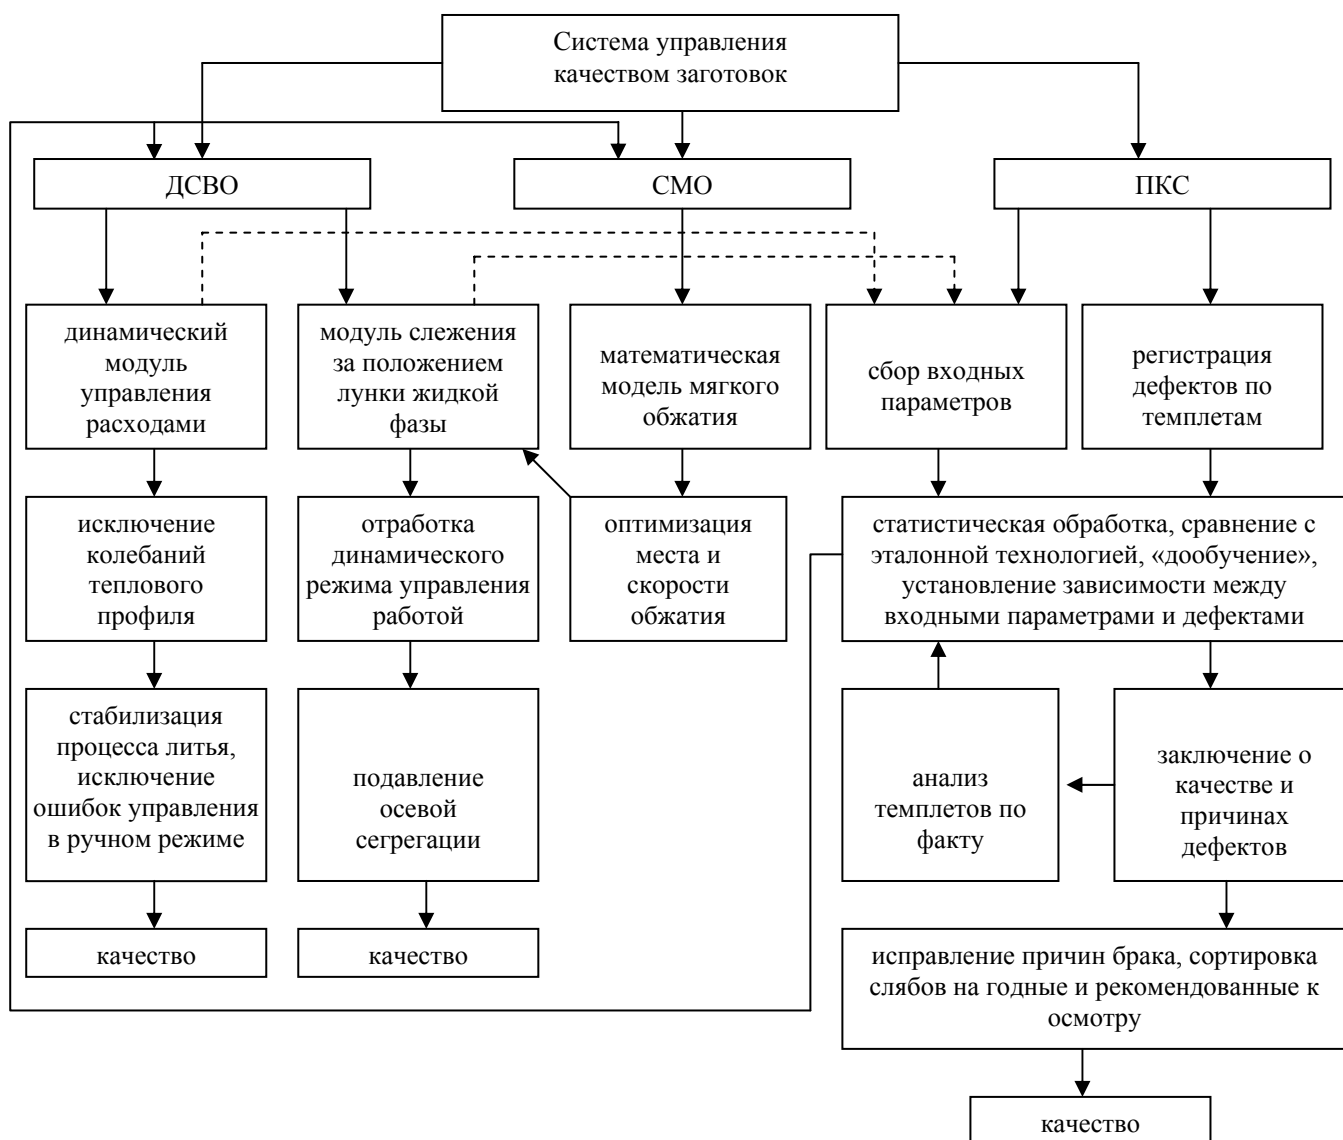 Система управления
качеством заготовок
ДСВО
СМО
ПКС
динамический
модуль
управления
расходами
модуль слежения
за положением
лунки жидкой
фазы
математическая
модель мягкого
обжатия
сбор входных
параметров
регистрация
дефектов по
темплетам
исключение
колебаний
теплового
профиля
отработка
динамического
режима управления
работой
оптимизация
места и
скорости
обжатия
статистическая обработка, сравнение с
эталонной технологией, «дообучение»,
установление зависимости между
входными параметрами и дефектами
стабилизация
процесса литья,
исключение
ошибок управления
в ручном режиме
подавление
осевой
сегрегации
анализ
темплетов по
факту
заключение о
качестве и
причинах
дефектов
качество
качество
исправление причин брака, сортировка
слябов на годные и рекомендованные к
осмотру
качество